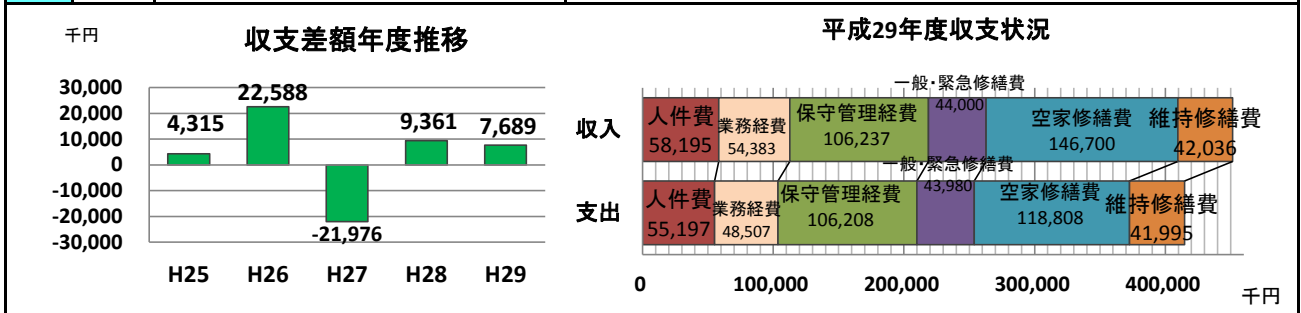 千円
収支差額年度推移
30,000
20,000
10,000
0
-10,000
-20,000
-30,000
4,315
22,588
-21,976
9,361
7,689
H25 H26 H27 H28 H29
平成29年度収支状況
収入
人件費
58,195
業務経費
54,383
保守管理経費
106,237
一般・緊急修繕費
44,000
空家修繕費
146,700
維持修繕費
42,036
支出
人件費
55,197
業務経費
48,507
保守管理経費
106,208
一般・緊急修繕費
43,980
空家修繕費
118,808
維持修繕費
41,995
0 100,000 200,000 300,000 400,000
千円